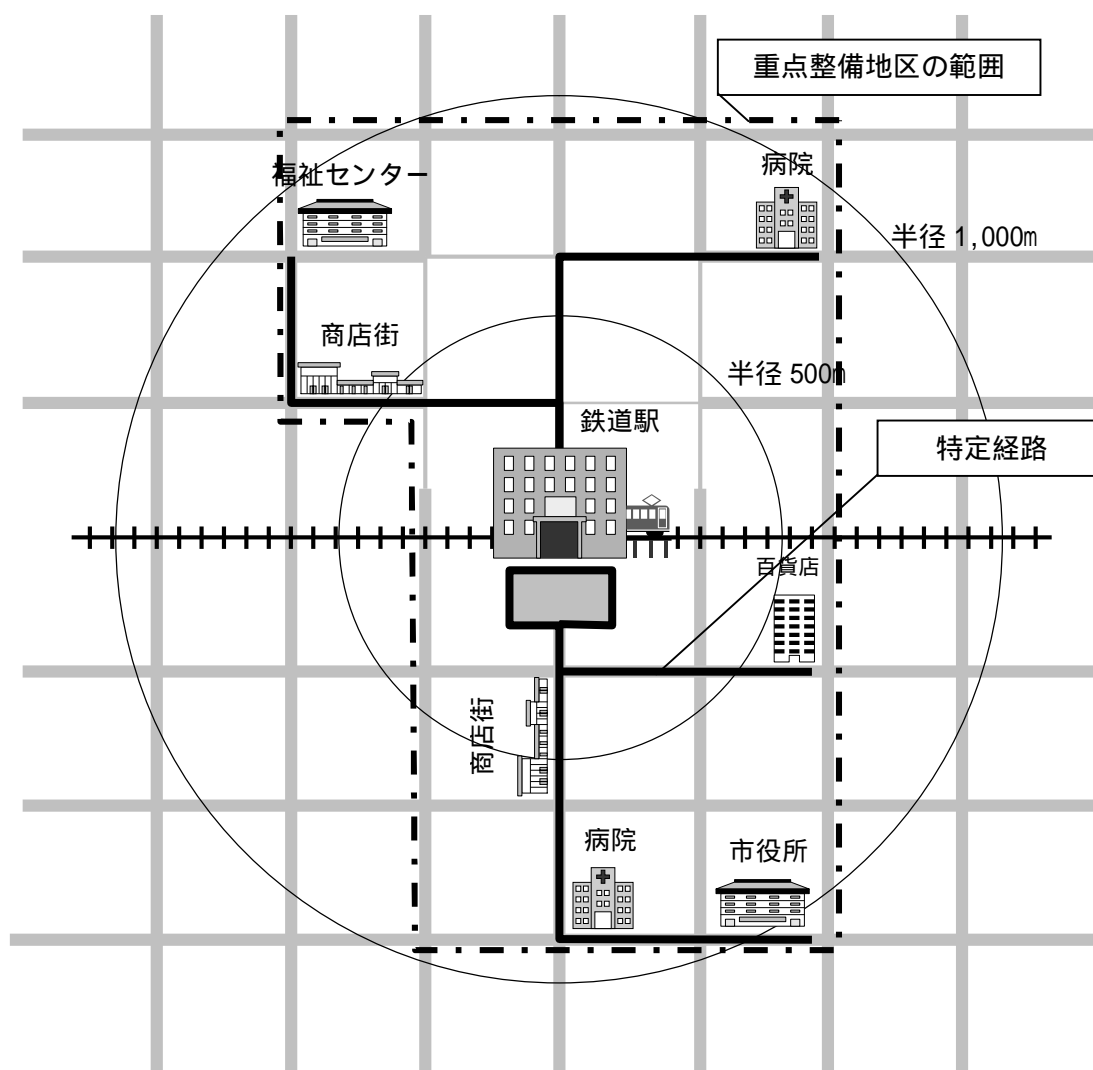 重点整備地区の範囲
病院
福祉センター
半径 1,000m
商店街
半径 500m
鉄道駅
特定経路
百貨店
商店街
病院
市役所